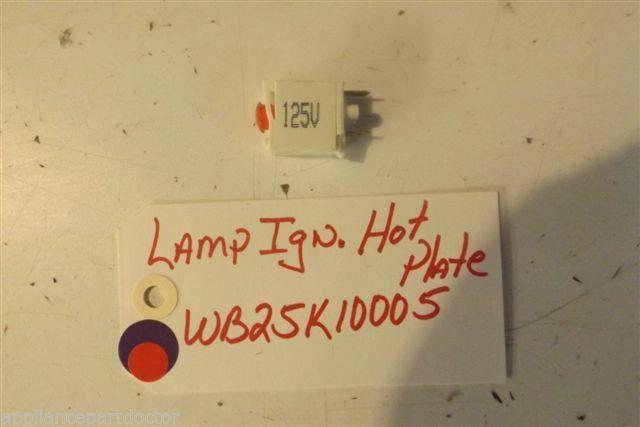 125V
Lamp Ign. Hot
Plate
WB25K10005
appliancepartdoctor